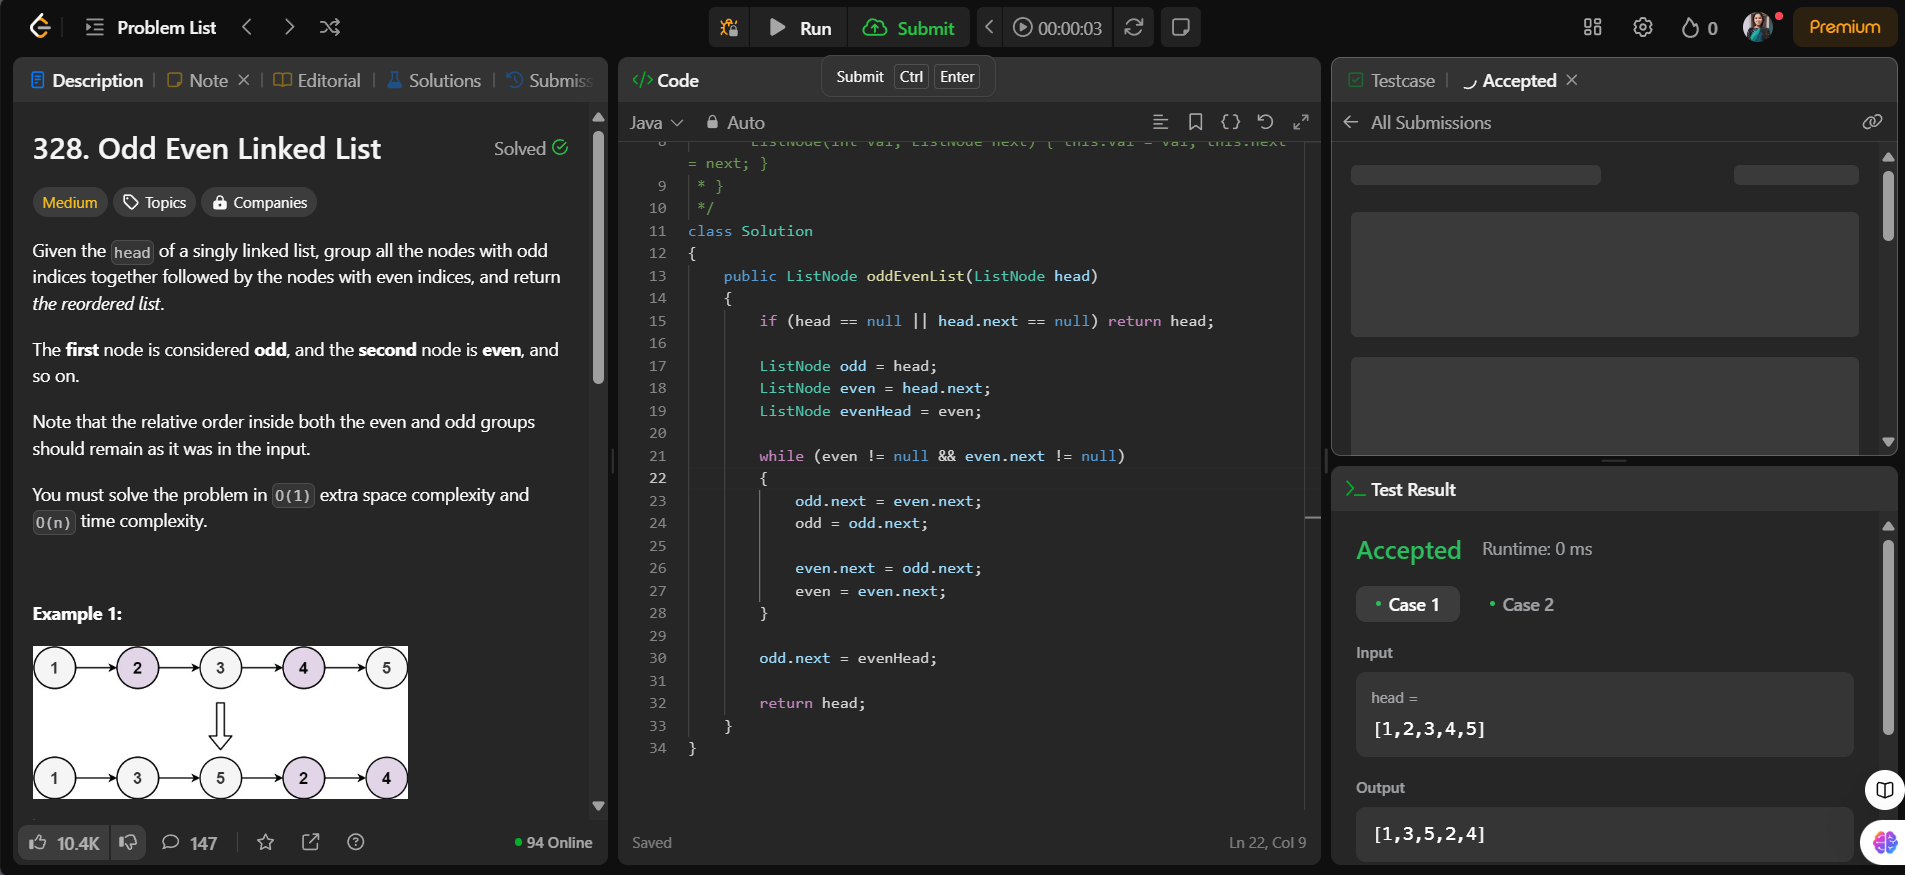 Problem List
Run
Submit
00:00:03
0
Premium
Submit Ctrl Enter
Description
Note
Editorial
Solutions
Submiss
328. Odd Even Linked List
Solved
Medium
Topics
Companies
Given the head of a singly linked list, group all the nodes with odd
indices together followed by the nodes with even indices, and return
the reordered list.
The first node is considered odd, and the second node is even, and
so on.
Note that the relative order inside both the even and odd groups
should remain as it was in the input.
You must solve the problem in O(1) extra space complexity and
O(n) time complexity.
Example 1:
1 2 3 4 5
1 3 5 2 4
10.4K
147
94 Online
</> Code
Java
Auto
8 ListNode(int val, ListNode next) { this.val = val; this.next
= next; }
9 * }
10 */
11 class Solution
12 {
13 public ListNode oddEvenList(ListNode head)
14 {
15 if (head == null || head.next == null) return head;
16
17 ListNode odd = head;
18 ListNode even = head.next;
19 ListNode evenHead = even;
20
21 while (even != null && even.next != null)
22 {
23 odd.next = even.next;
24 odd = odd.next;
25
26 even.next = odd.next;
27 even = even.next;
28 }
29
30 odd.next = evenHead;
31
32 return head;
33 }
34 }
Saved
Ln 22, Col 9
Testcase
Accepted
All Submissions
Test Result
Accepted
Runtime: 0 ms
Case 1
Case 2
Input
head =
[1,2,3,4,5]
Output
[1,3,5,2,4]